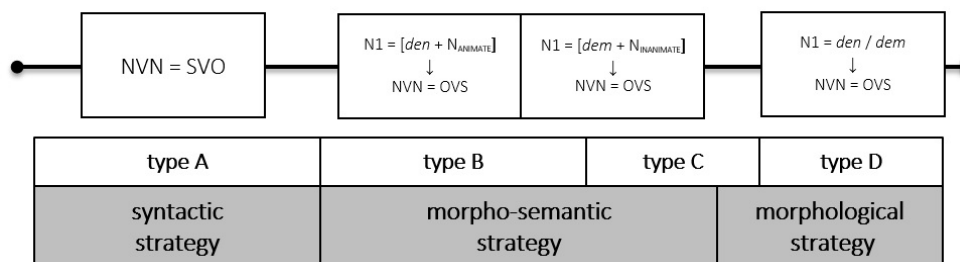 NVN = SVO
N1 = [den + NANIMATE]
↓
NVN = OVS
N1 = [dem + NINANIMATE]
↓
NVN = OVS
N1 = den / dem
↓
NVN = OVS
type A
type B
type C
type D
syntactic
strategy
morpho-semantic
strategy
morphological
strategy